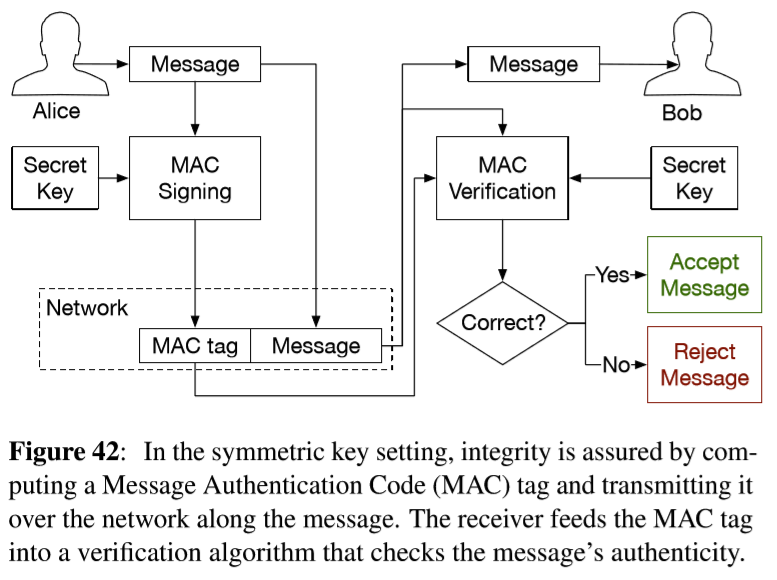 Message
Message
Alice
Bob
Secret
Key
MAC
Signing
MAC
Verification
Secret
Key
Network
MAC tag
Message
Correct?
Yes
Accept
Message
No
Reject
Message
Figure 42: In the symmetric key setting, integrity is assured by com-
puting a Message Authentication Code (MAC) tag and transmitting it
over the network along the message. The receiver feeds the MAC tag
into a verification algorithm that checks the message's authenticity.